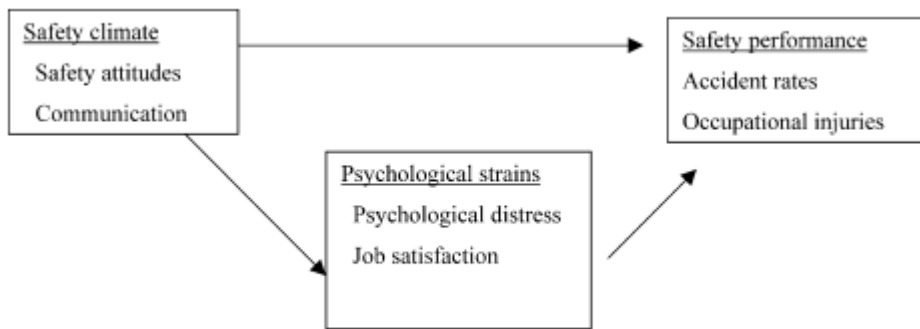 Safety climate
Safety attitudes
Communication
Safety performance
Accident rates
Occupational injuries
Psychological strains
Psychological distress
Job satisfaction